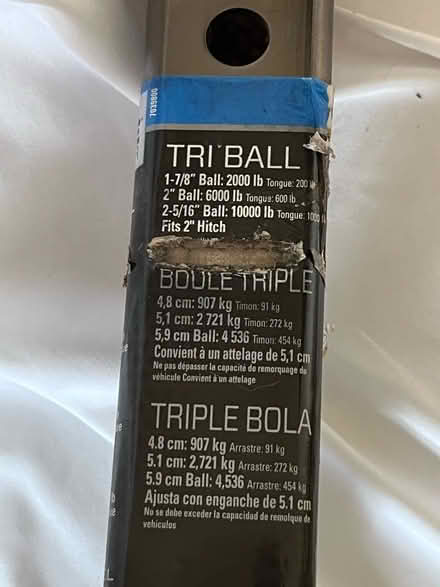 7039800
TRI BALL
1-7/8" Ball: 2000 lb Tongue: 200
2" Ball: 6000 lb Tongue: 600 lb
2-5/16" Ball: 10000 lb Tongue: 1000 lb
Fits 2" Hitch
BOULE TRIPLE
4,8 cm: 907 kg Timon: 91 kg
5,1 cm: 2 721 kg Timon: 272 kg
5,9 cm Ball: 4 536 Timon: 454 kg
Convient à un attelage de 5,1 cm
Ne pas dépasser la capacité de remorquage du
véhicule Convient à un attelage
TRIPLE BOLA
4.8 cm: 907 kg Arrastre: 91 kg
5.1 cm: 2,721 kg Arrastre: 272 kg
5.9 cm Ball: 4,536 Arrastre: 454 kg
Ajusta con enganche de 5.1 cm
No se debe exceder la capacidad de remolque de
vehiculos